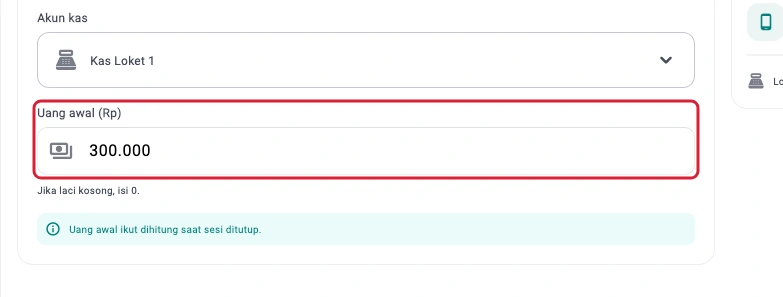 Akun kas
Kas Loket 1
Uang awal (Rp)
300.000
Jika laci kosong, isi 0.
Uang awal ikut dihitung saat sesi ditutup.